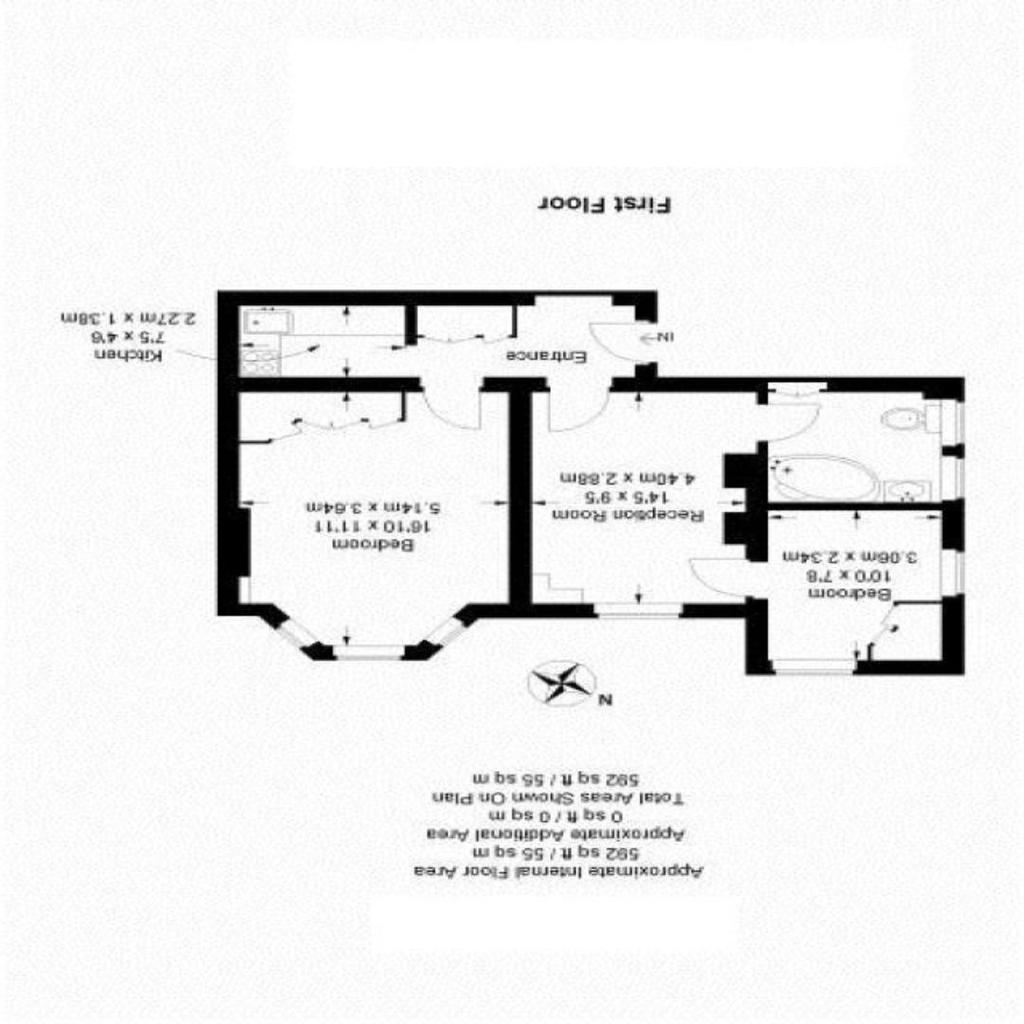 Approximate Internal Floor Area
592 sq ft / 55 sq m
Approximate Additional Area
0 sq ft / 0 sq m
Total Areas Shown On Plan
592 sq ft / 55 sq m
N
Bedroom
10'0 x 7'8
3.06m x 2.34m
Bedroom
16'10 x 11'11
5.14m x 3.64m
Reception Room
14'5 x 9'5
4.40m x 2.88m
Kitchen
7'5 x 4'6
2.27m x 1.38m
Entrance
IN
First Floor